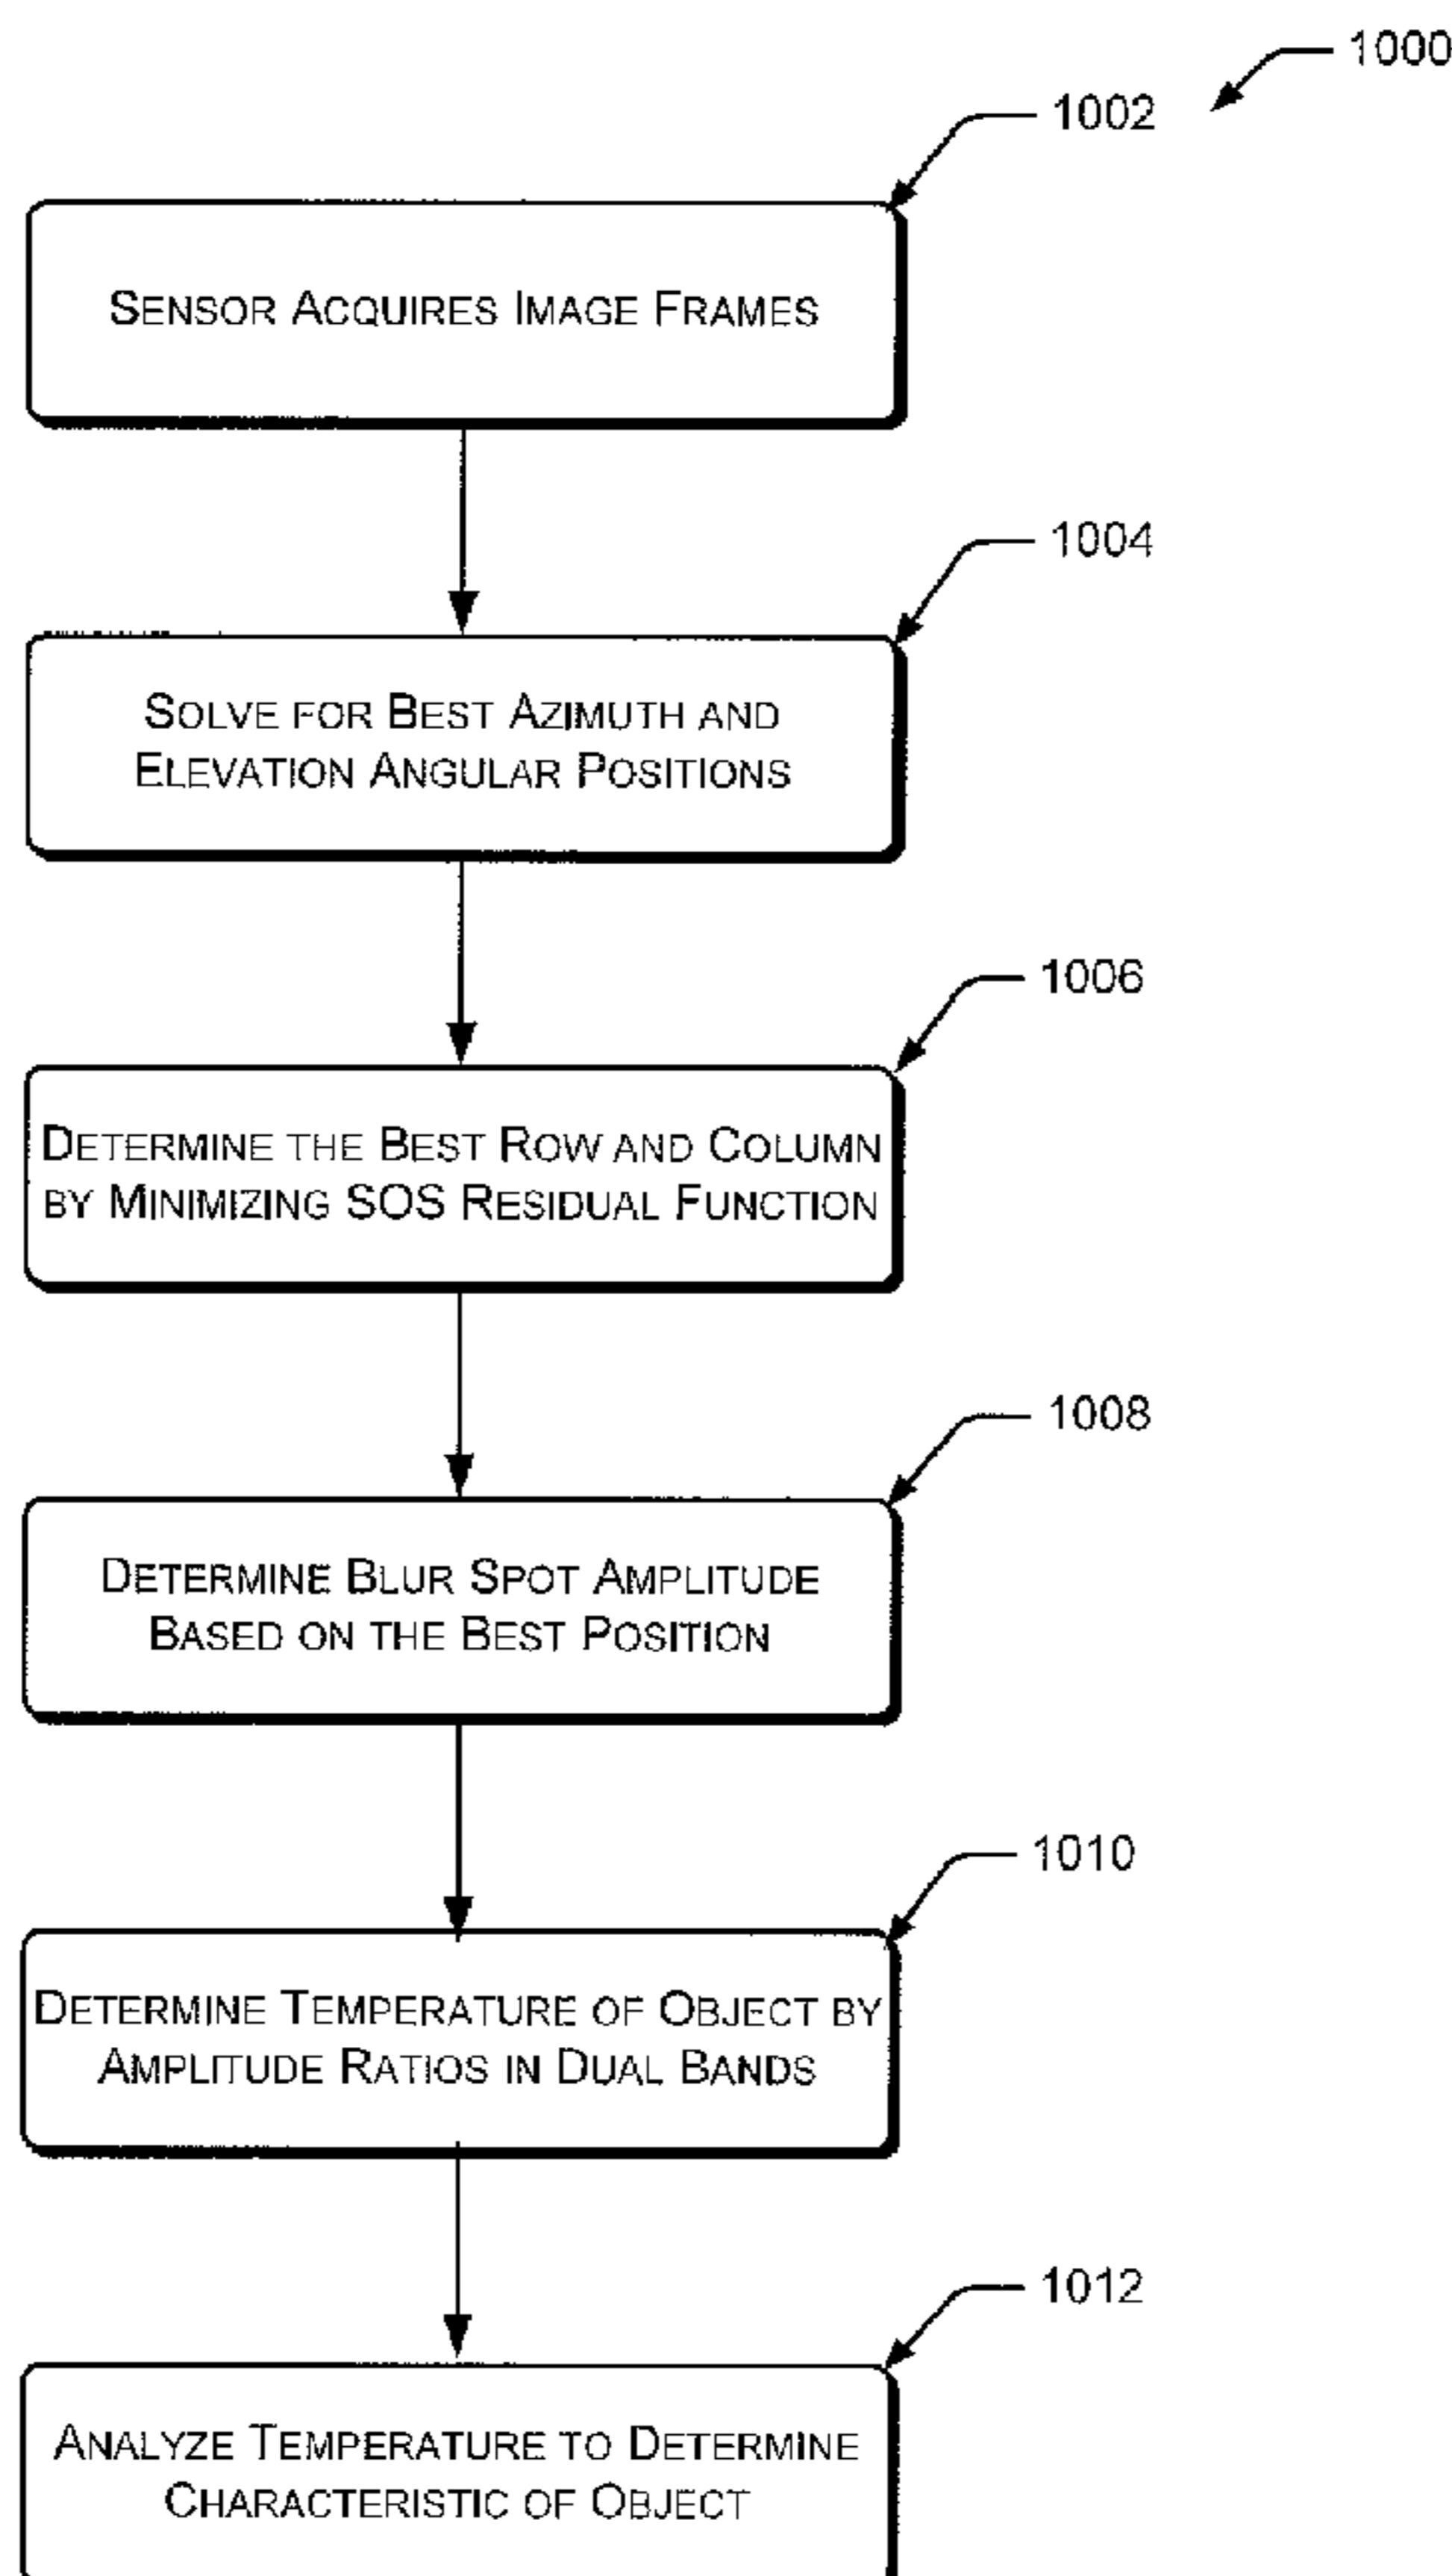 1000
1002
SENSOR ACQUIRES IMAGE FRAMES
1004
SOLVE FOR BEST AZIMUTH AND
ELEVATION ANGULAR POSITIONS
1006
DETERMINE THE BEST ROW AND COLUMN
BY MINIMIZING SOS RESIDUAL FUNCTION
1008
DETERMINE BLUR SPOT AMPLITUDE
BASED ON THE BEST POSITION
1010
DETERMINE TEMPERATURE OF OBJECT BY
AMPLITUDE RATIOS IN DUAL BANDS
1012
ANALYZE TEMPERATURE TO DETERMINE
CHARACTERISTIC OF OBJECT